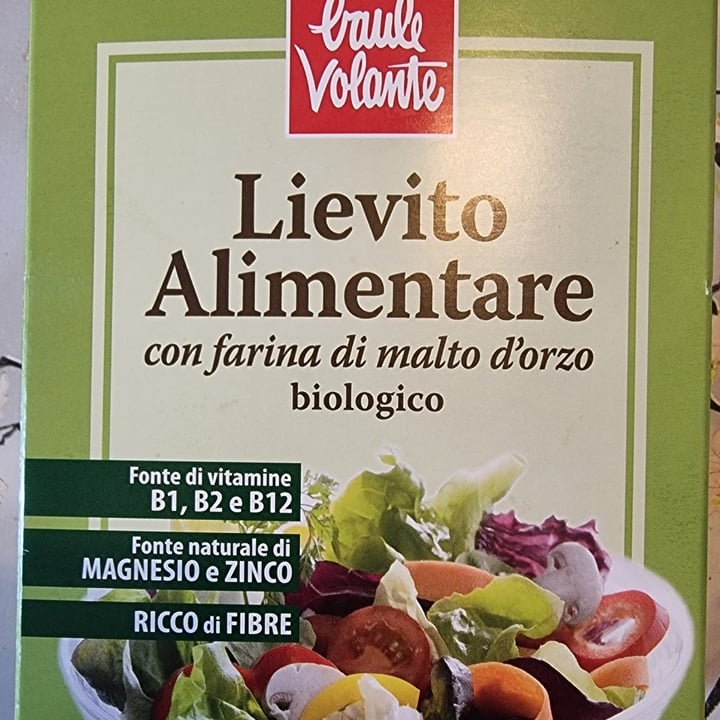 baule
Volante
Lievito
Alimentare
con farina di malto d'orzo
biologico
Fonte di vitamine
B1, B2 e B12
Fonte naturale di
MAGNESIO e ZINCO
RICCO di FIBRE